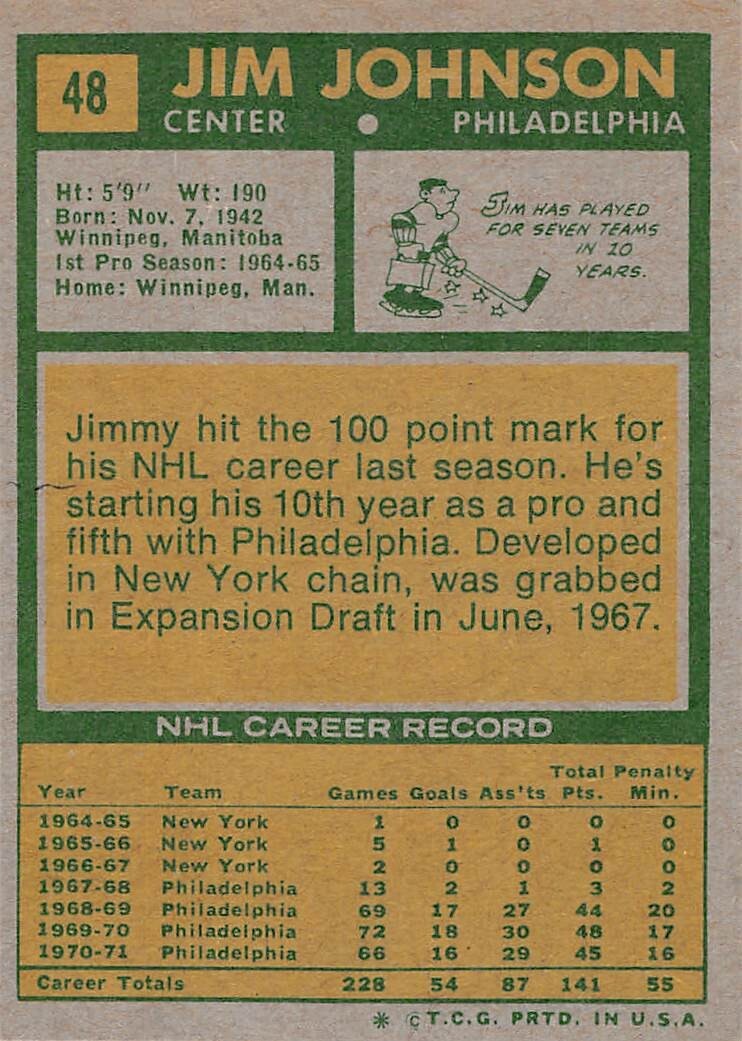 48
JIM JOHNSON
CENTER • PHILADELPHIA
Ht: 5'9" Wt: 190
Born: Nov. 7, 1942
Winnipeg, Manitoba
1st Pro Season: 1964-65
Home: Winnipeg, Man.
JIM HAS PLAYED
FOR SEVEN TEAMS
IN 10
YEARS.
Jimmy hit the 100 point mark for
his NHL career last season. He's
starting his 10th year as a pro and
fifth with Philadelphia. Developed
in New York chain, was grabbed
in Expansion Draft in June, 1967.
NHL CAREER RECORD
Total Penalty
Year Team Games Goals Ass'ts Pts. Min.
1964-65 New York 1 0 0 0 0
1965-66 New York 5 1 0 1 0
1966-67 New York 2 0 0 0 0
1967-68 Philadelphia 13 2 1 3 2
1968-69 Philadelphia 69 17 27 44 20
1969-70 Philadelphia 72 18 30 48 17
1970-71 Philadelphia 66 16 29 45 16
Career Totals 228 54 87 141 55
* © T.C.G. PRTD. IN U.S.A.